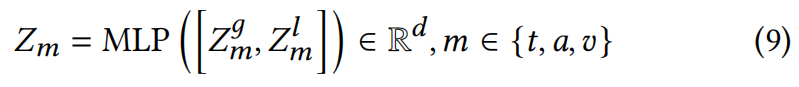 Z_m = MLP ([Z_m^g, Z_m^l]) ∈ ℝ^d, m ∈ {t, a, v} (9)